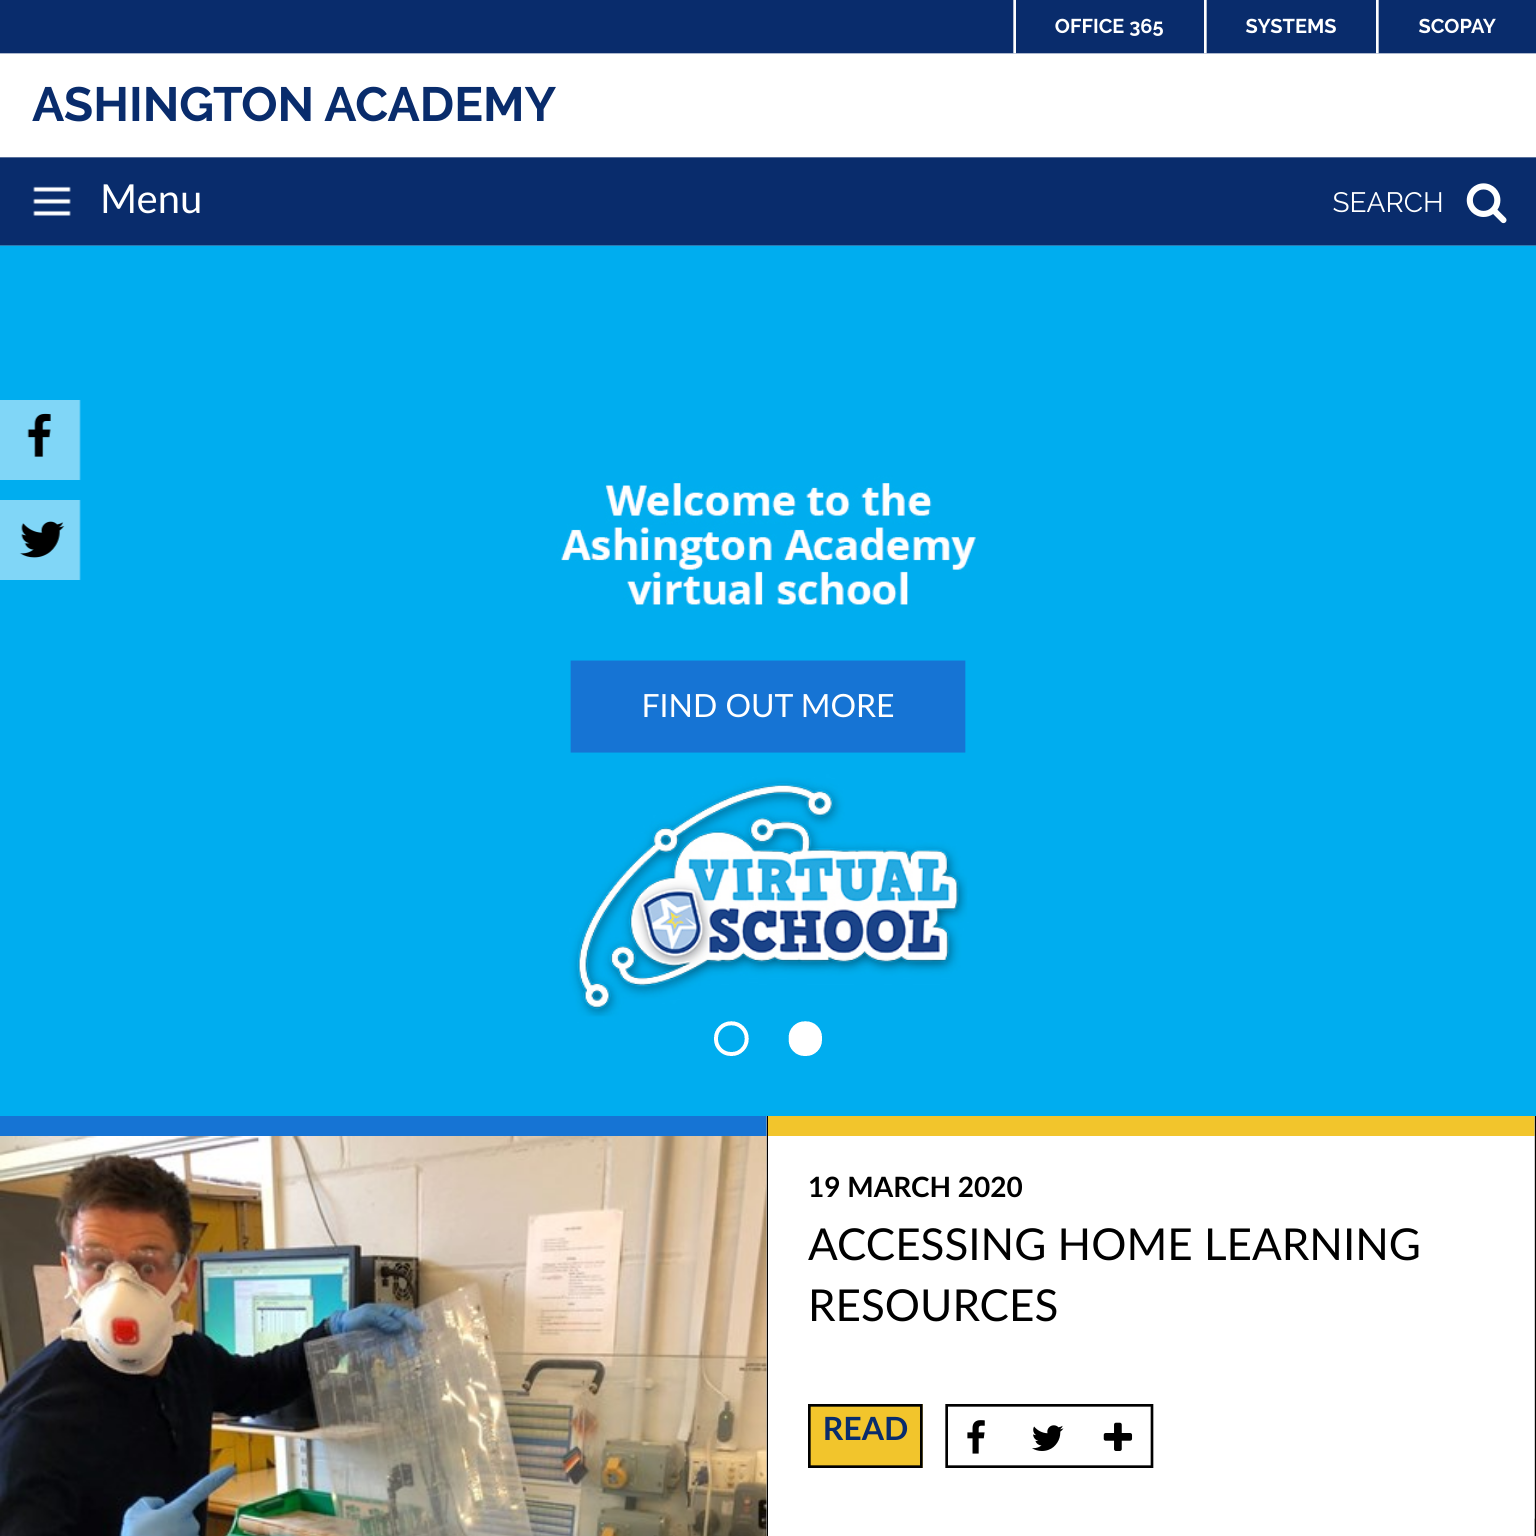 OFFICE 365
SYSTEMS
SCOPAY
ASHINGTON ACADEMY
Menu
SEARCH
Welcome to the
Ashington Academy
virtual school
FIND OUT MORE
VIRTUAL
SCHOOL
19 MARCH 2020
ACCESSING HOME LEARNING
RESOURCES
READ